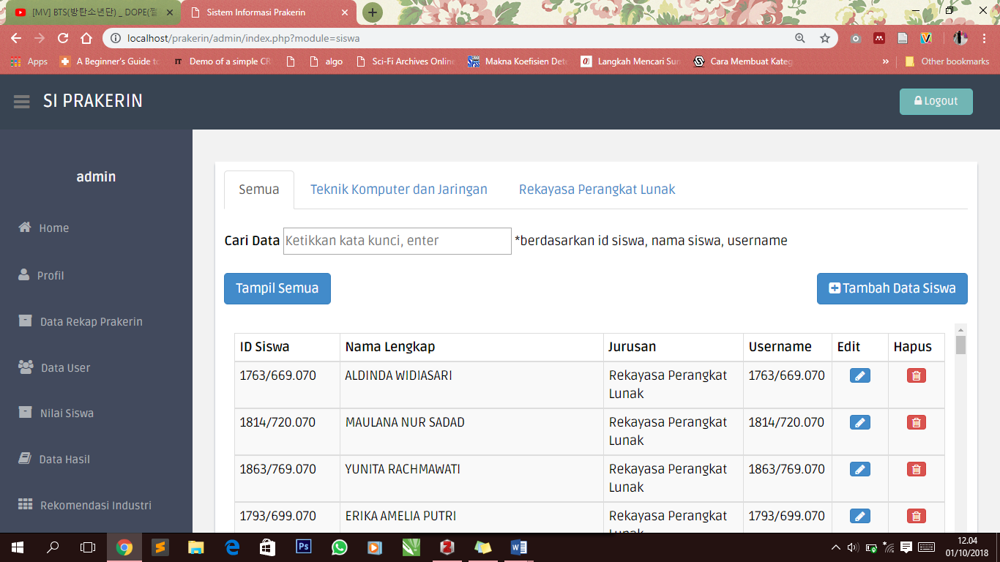 [MV] BTS(방탄소년단) _ DOPE(쩔
Sistem Informasi Prakerin
localhost/prakerin/admin/index.php?module=siswa
Apps
A Beginner's Guide to
Demo of a simple CR
algo
Sci-Fi Archives Online
Makna Koefisien Dete
Langkah Mencari Sum
Cara Membuat Kateg
»
Other bookmarks
SI PRAKERIN
Logout
admin
Home
Profil
Data Rekap Prakerin
Data User
Nilai Siswa
Data Hasil
Rekomendasi Industri
Semua Teknik Komputer dan Jaringan Rekayasa Perangkat Lunak
Cari Data Ketikkan kata kunci, enter *berdasarkan id siswa, nama siswa, username
Tampil Semua
Tambah Data Siswa
ID Siswa Nama Lengkap Jurusan Username Edit Hapus
1763/669.070 ALDINDA WIDIASARI Rekayasa Perangkat 1763/669.070
Lunak
1814/720.070 MAULANA NUR SADAD Rekayasa Perangkat 1814/720.070
Lunak
1863/769.070 YUNITA RACHMAWATI Rekayasa Perangkat 1863/769.070
Lunak
1793/699.070 ERIKA AMELIA PUTRI Rekayasa Perangkat 1793/699.070
12.04
01/10/2018